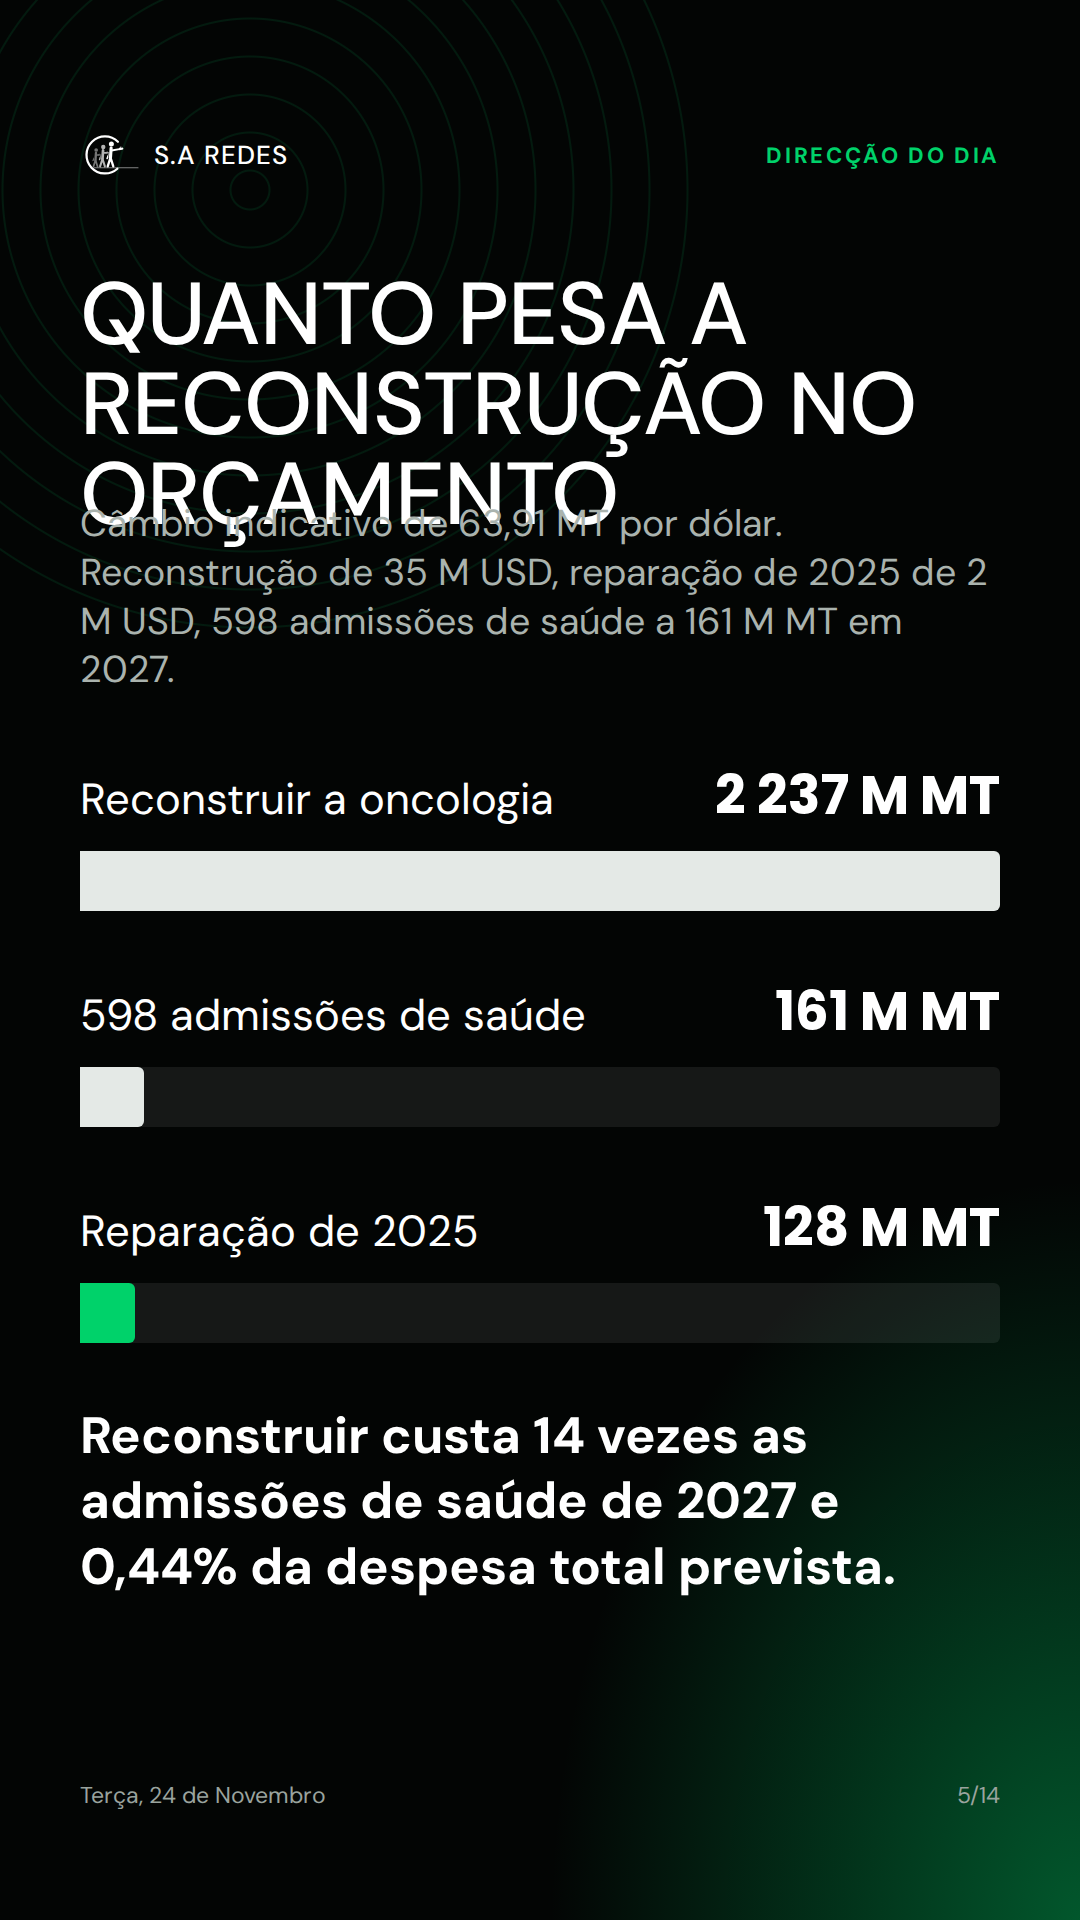 S.A REDES
DIRECÇÃO DO DIA
QUANTO PESA A
RECONSTRUÇÃO NO
ORÇAMENTO
Câmbio indicativo de 63,91 MT por dólar.
Reconstrução de 35 M USD, reparação de 2025 de 2
M USD, 598 admissões de saúde a 161 M MT em
2027.
Reconstruir a oncologia
2 237 M MT
598 admissões de saúde
161 M MT
Reparação de 2025
128 M MT
Reconstruir custa 14 vezes as
admissões de saúde de 2027 e
0,44% da despesa total prevista.
Terça, 24 de Novembro
5/14